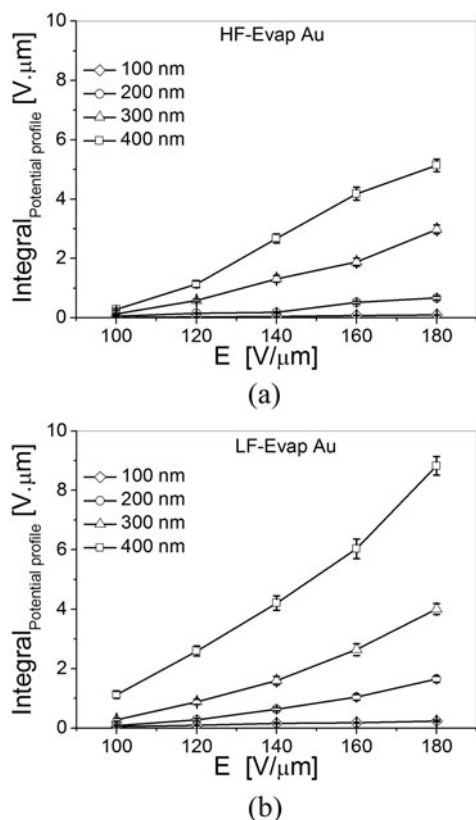 HF-Evap Au
10
8
6
4
2
0
100 nm
200 nm
300 nm
400 nm
Integral Potential profile [V.µm]
100 120 140 160 180
E [V/µm]
(a)
LF-Evap Au
10
8
6
4
2
0
100 nm
200 nm
300 nm
400 nm
Integral Potential profile [V.µm]
100 120 140 160 180
E [V/µm]
(b)